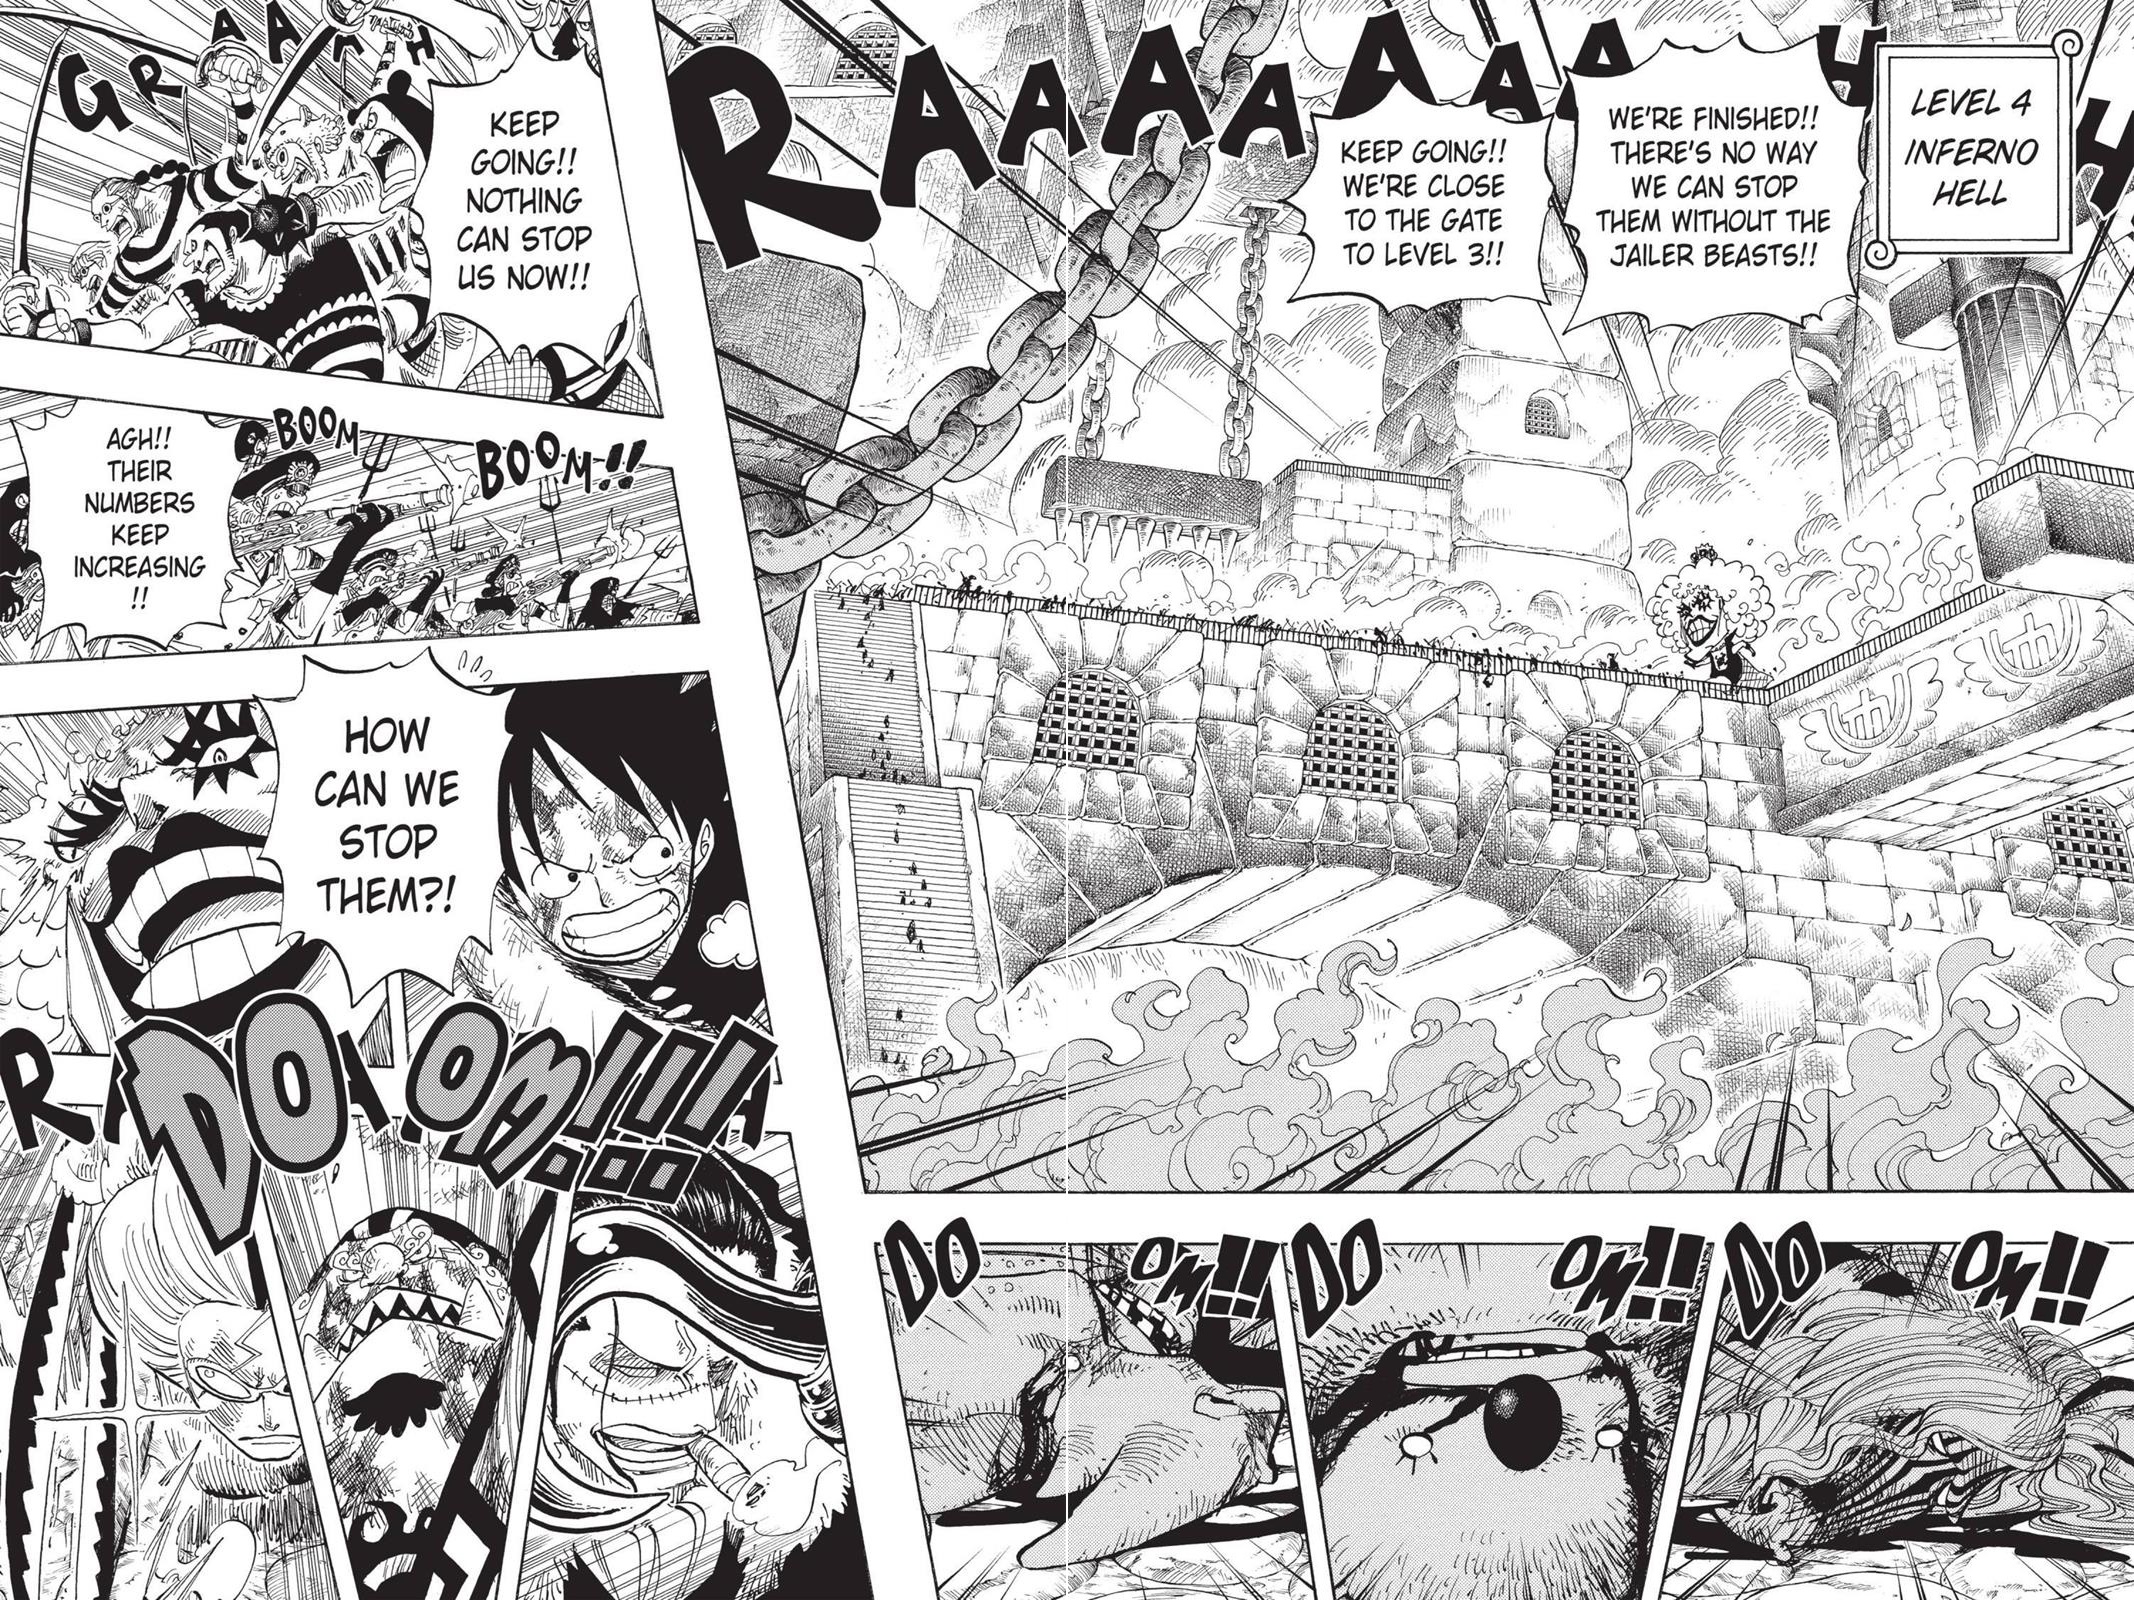 LEVEL 4
INFERNO
HELL
WE'RE FINISHED!!
THERE'S NO WAY
WE CAN STOP
THEM WITHOUT THE
JAILER BEASTS!!
KEEP GOING!!
WE'RE CLOSE
TO THE GATE
TO LEVEL 3!!
RAAAAAAAAHH
DOOM!!
DOOM!!
DOOM!!
GRAAAHH
KEEP
GOING!!
NOTHING
CAN STOP
US NOW!!
BOOM
BOOM!!
AGH!!
THEIR
NUMBERS
KEEP
INCREASING
!!
HOW
CAN WE
STOP
THEM?!
DOOM!!!